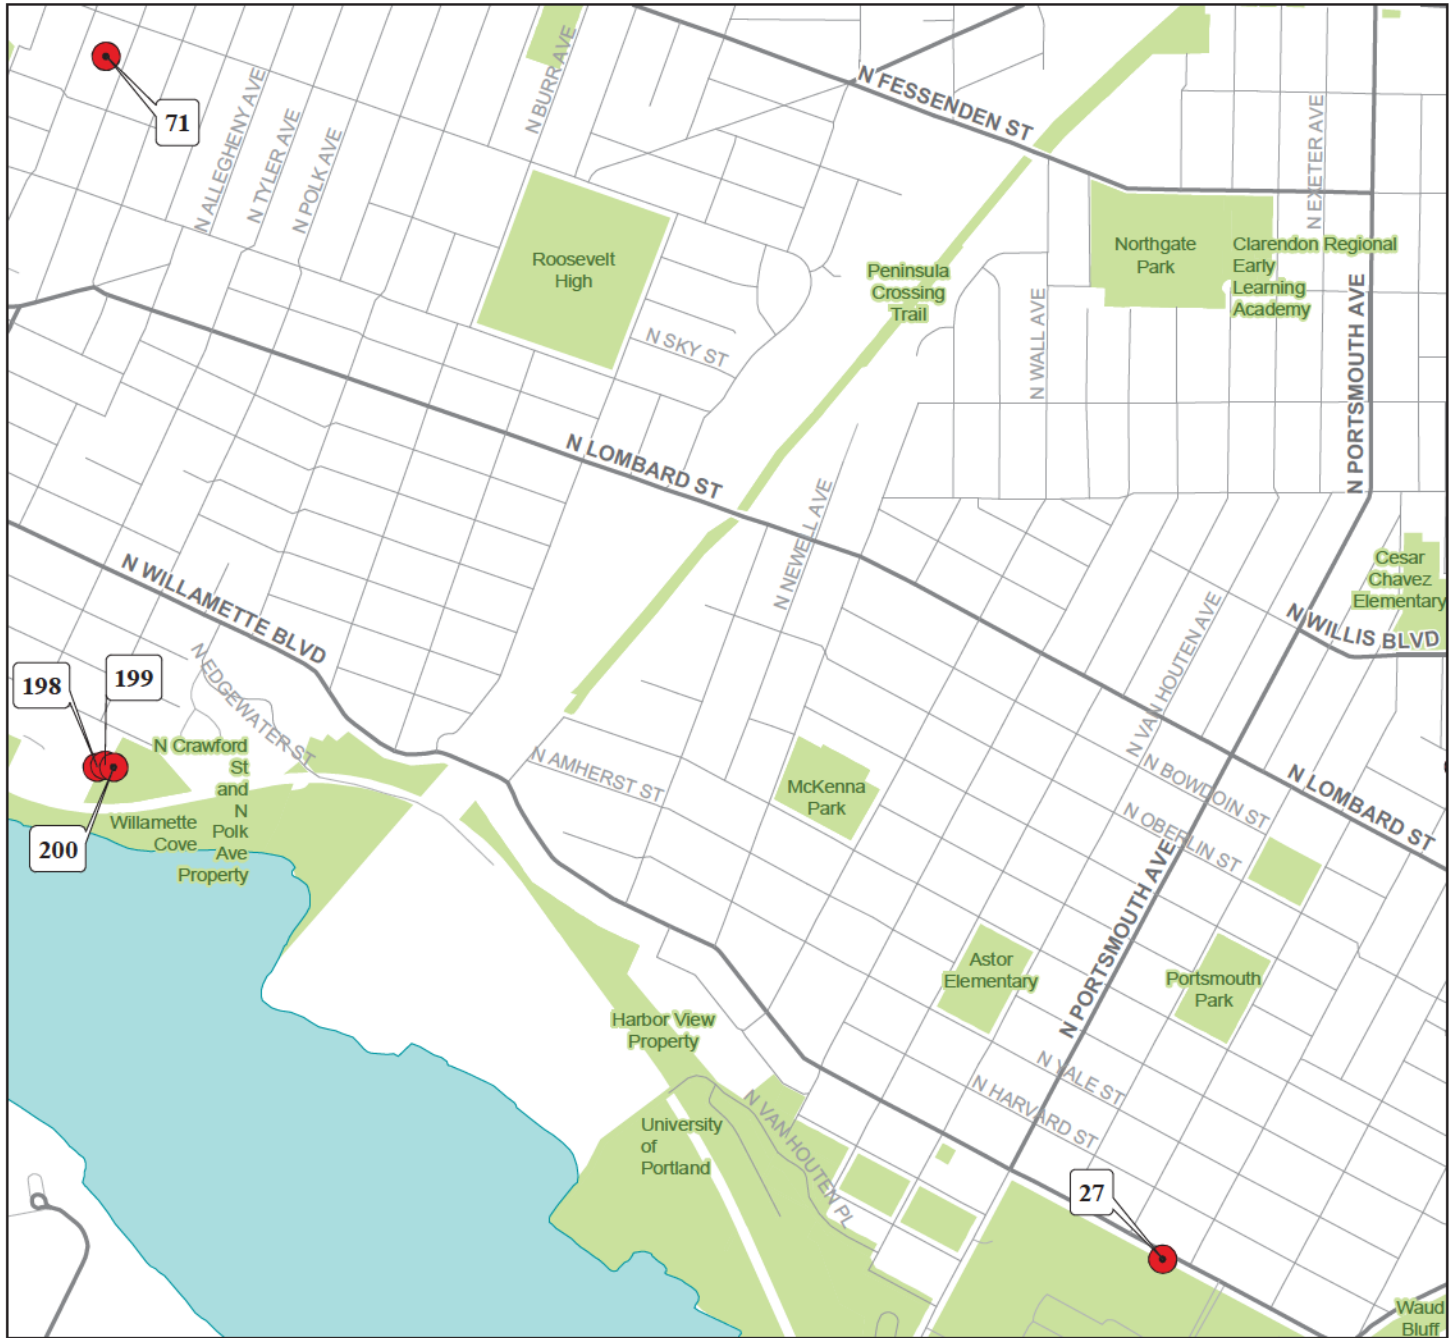 N FESSENDEN ST
N BURR AVE
71
N ALLEGHENY AVE
N TYLER AVE
N POLK AVE
N EXETER AVE
Roosevelt
High
Northgate
Park
Clarendon Regional
Early
Learning
Academy
Peninsula
Crossing
Trail
N SKY ST
N WALL AVE
N PORTSMOUTH AVE
N LOMBARD ST
N NEWELL AVE
Cesar
Chavez
Elementary
N WILLAMETTE BLVD
N WILLIS BLVD
N VAN HOUTEN AVE
198
199
N EDGEWATER ST
N Crawford
St
and
N
Polk
Ave
Property
Willamette
Cove
200
N AMHERST ST
McKenna
Park
N BOWDOIN ST
N LOMBARD ST
N OBERLIN ST
N PORTSMOUTH AVE
Astor
Elementary
Portsmouth
Park
Harbor View
Property
N YALE ST
N HARVARD ST
N VAN HOUTEN PL
University
of
Portland
27
Waud
Bluff